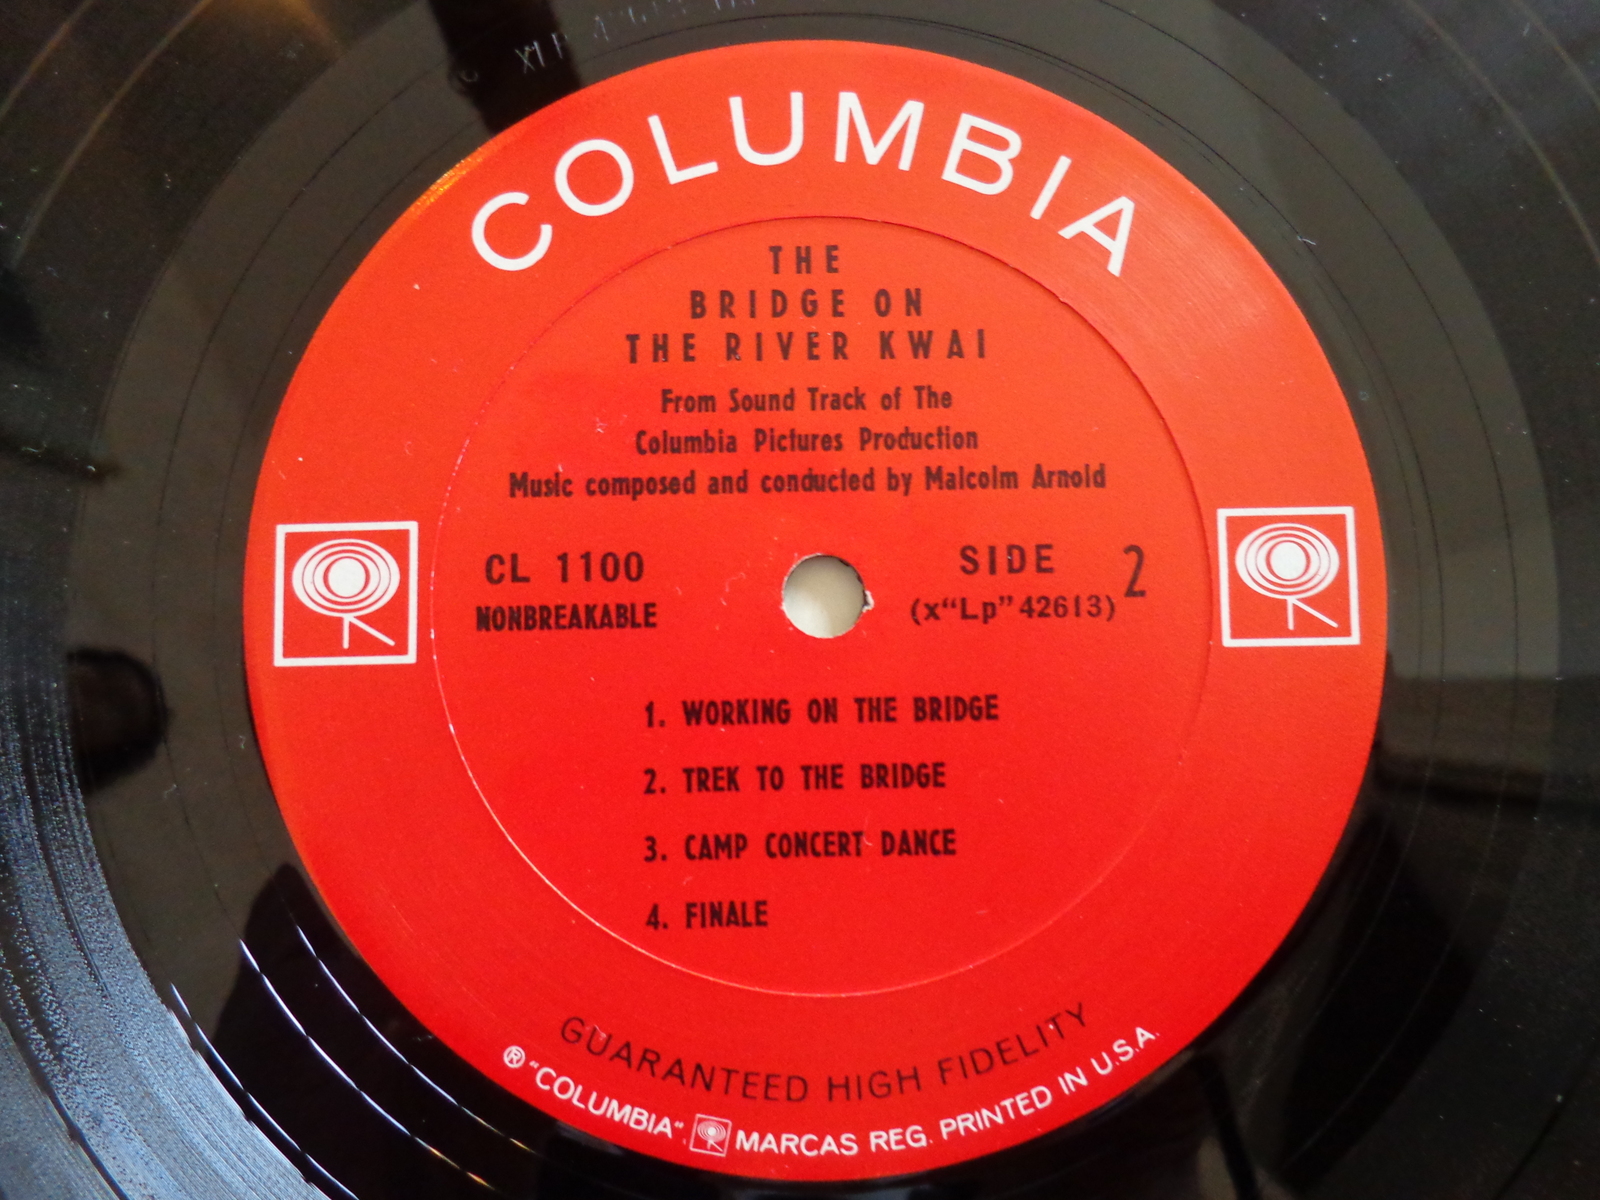 COLUMBIA
THE
BRIDGE ON
THE RIVER KWAI
From Sound Track of The
Columbia Pictures Production
Music composed and conducted by Malcolm Arnold
CL 1100
NONBREAKABLE
SIDE 2
(x“Lp” 42613)
1. WORKING ON THE BRIDGE
2. TREK TO THE BRIDGE
3. CAMP CONCERT DANCE
4. FINALE
GUARANTEED HIGH FIDELITY
® “COLUMBIA”, MARCAS REG. PRINTED IN U.S.A.